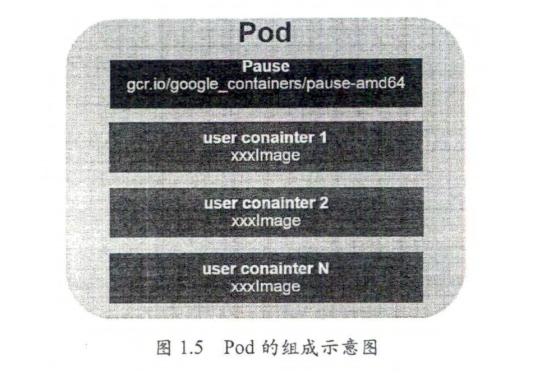 Pod
Pause
gcr.io/google_containers/pause-amd64
user conainter 1
xxxImage
user conainter 2
xxxImage
user conainter N
xxxImage
图 1.5 Pod 的组成示意图